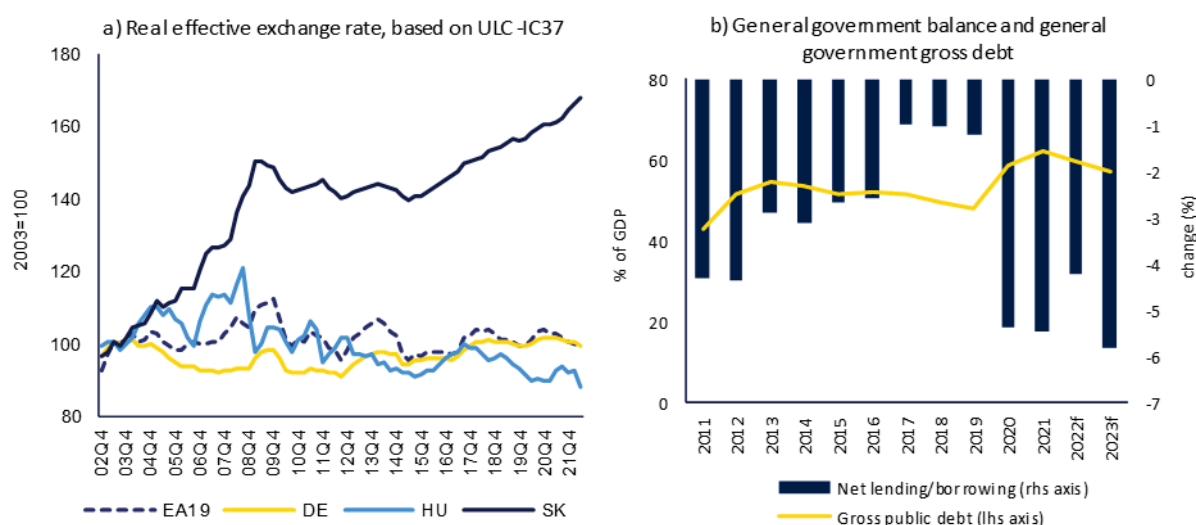 a) Real effective exchange rate, based on ULC-IC37
180
160
140
120
100
80
2003=100
02Q4
03Q4
04Q4
05Q4
06Q4
07Q4
08Q4
09Q4
10Q4
11Q4
12Q4
13Q4
14Q4
15Q4
16Q4
17Q4
18Q4
19Q4
20Q4
21Q4
EA19
DE
HU
SK
b) General government balance and general
government gross debt
80
60
40
20
0
% of GDP
0
-1
-2
-3
-4
-5
-6
-7
change (%)
2011
2012
2013
2014
2015
2016
2017
2018
2019
2020
2021
2022f
2023f
Net lending/borrowing (rhs axis)
Gross public debt (lhs axis)